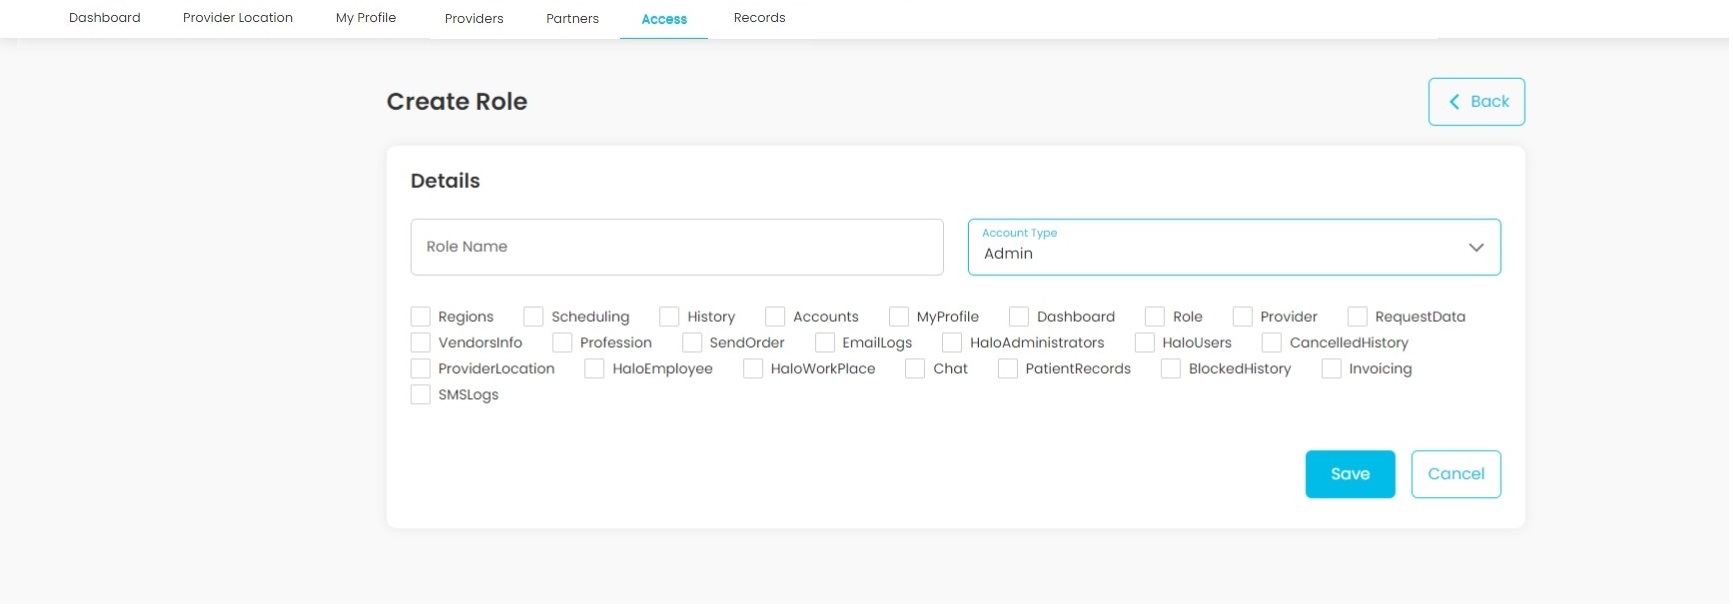 Dashboard Provider Location My Profile Providers Partners Access Records
Create Role
Back
Details
Role Name
Account Type
Admin
Regions Scheduling History Accounts MyProfile Dashboard Role Provider RequestData
VendorsInfo Profession SendOrder EmailLogs HaloAdministrators HaloUsers CancelledHistory
ProviderLocation HaloEmployee HaloWorkPlace Chat PatientRecords BlockedHistory Invoicing
SMSLogs
Save Cancel